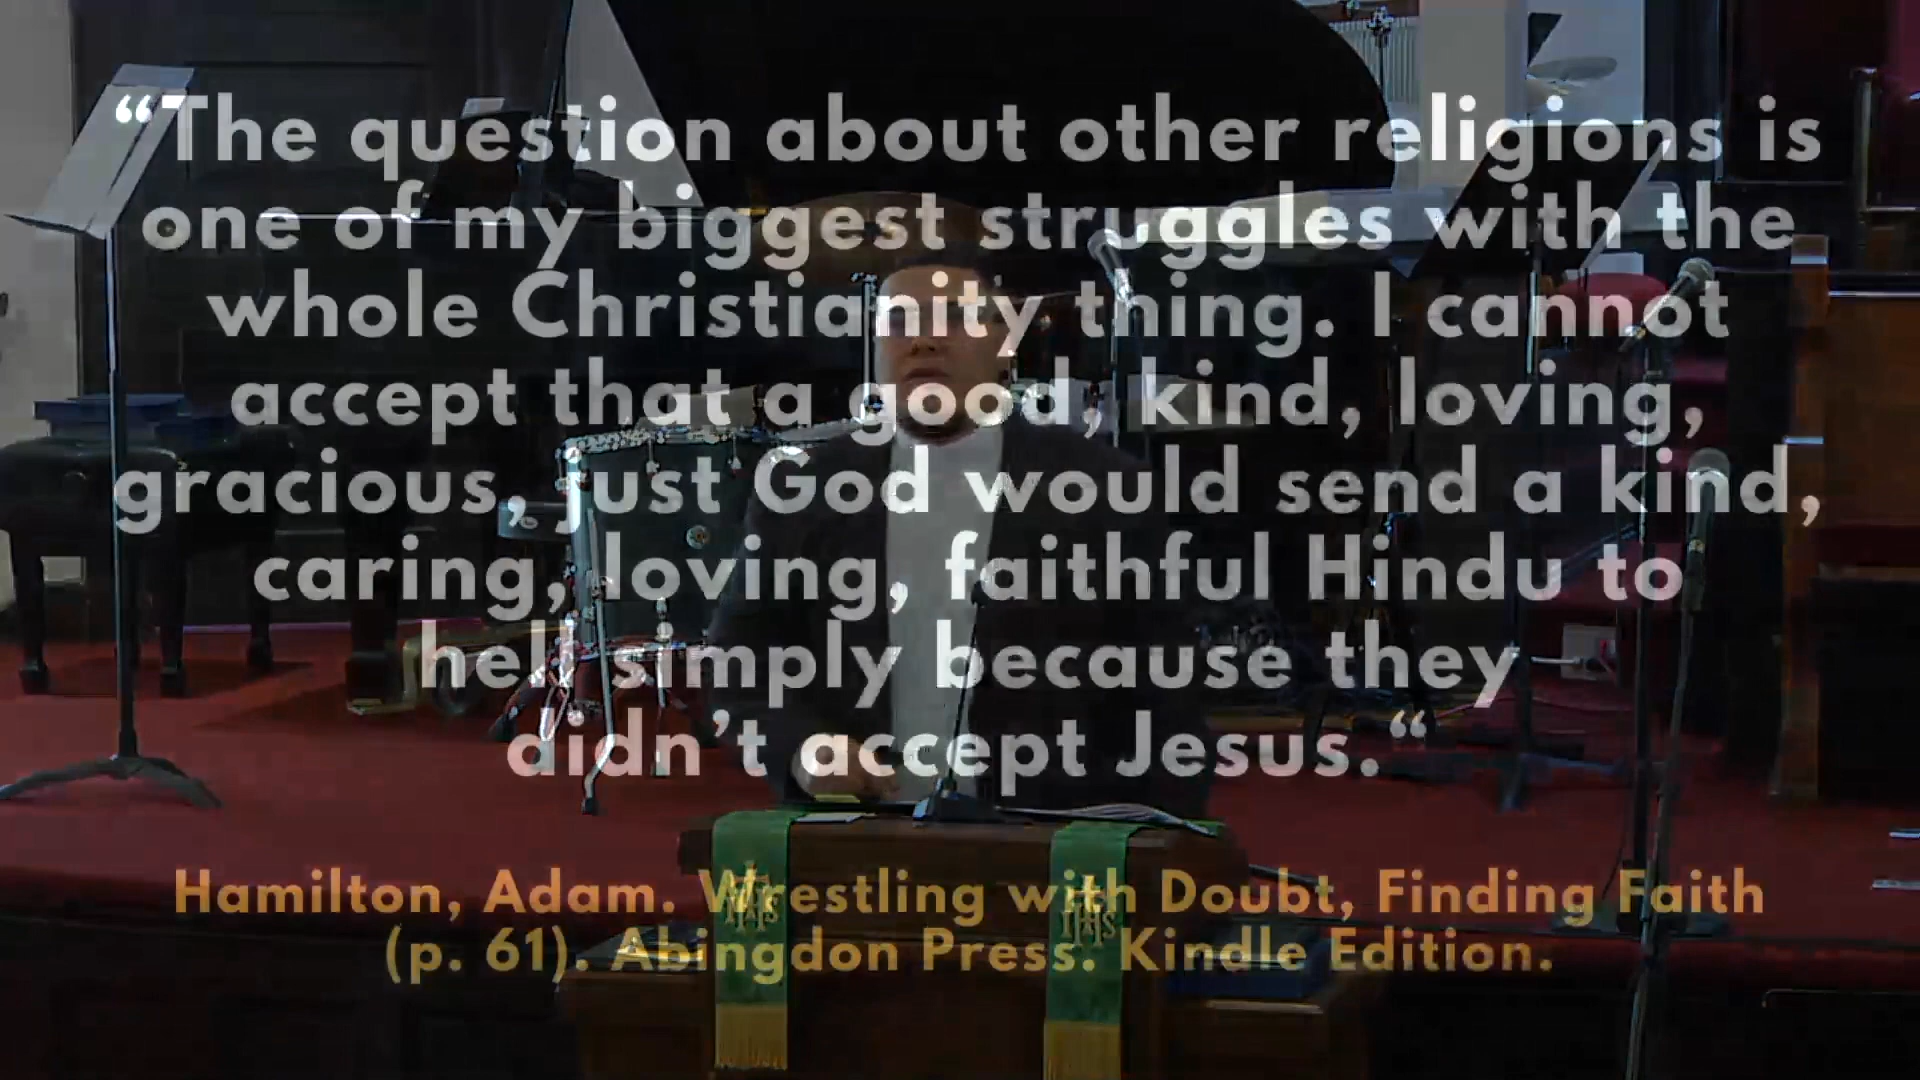 “The question about other religions is
one of my biggest struggles with the
whole Christianity thing. I cannot
accept that a good, kind, loving,
gracious, just God would send a kind,
caring, loving, faithful Hindu to
hell simply because they
didn’t accept Jesus.“
Hamilton, Adam. Wrestling with Doubt, Finding Faith
(p. 61). Abingdon Press. Kindle Edition.
IHS IHS